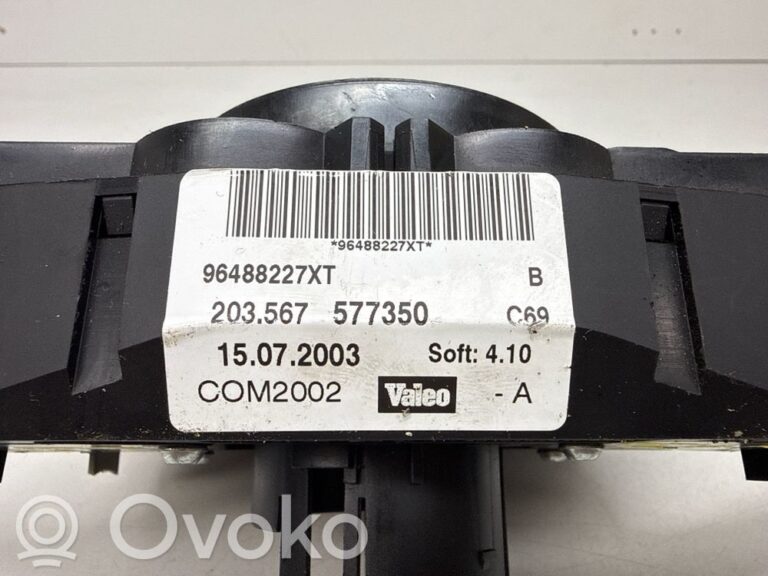 *96488227XT*
96488227XT B
203.567 577350 C69
15.07.2003 Soft: 4.10
COM2002 Valeo - A
Ovoko